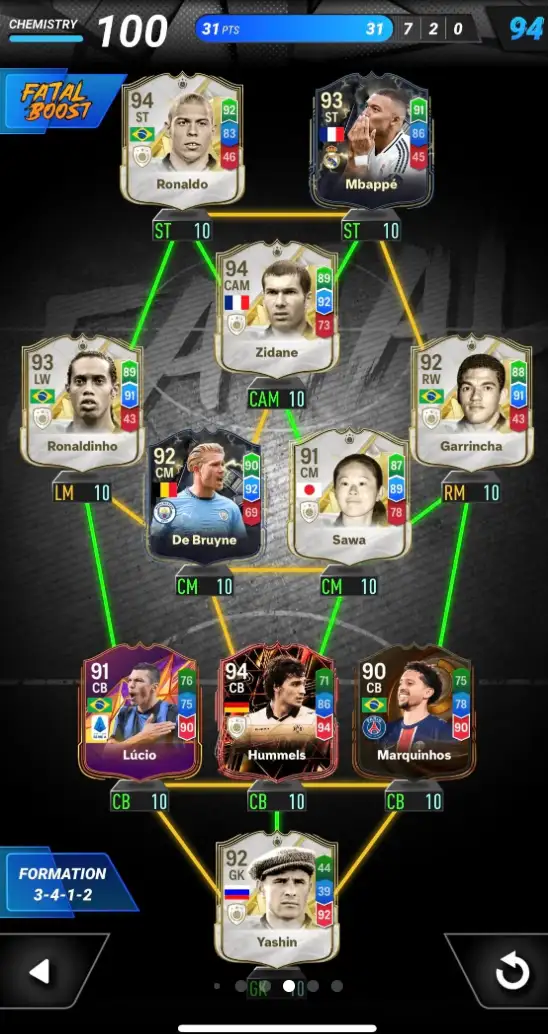 CHEMISTRY 100 31 PTS 31 7 2 0 94
FATAL
BOOST
94
ST
92
83
46
Ronaldo
93
ST
91
86
45
Mbappé
ST 10
ST 10
94
CAM
89
92
73
Zidane
CAM 10
93
LW
89
91
43
Ronaldinho
92
RW
88
91
43
Garrincha
LM 10
RM 10
92
CM
90
92
69
De Bruyne
91
CM
87
89
78
Sawa
CM 10
CM 10
91
CB
76
75
90
Lúcio
94
CB
71
86
94
Hummels
90
CB
75
78
90
Marquinhos
CB 10
CB 10
CB 10
92
GK
44
39
92
Yashin
GK 10
FORMATION
3-4-1-2